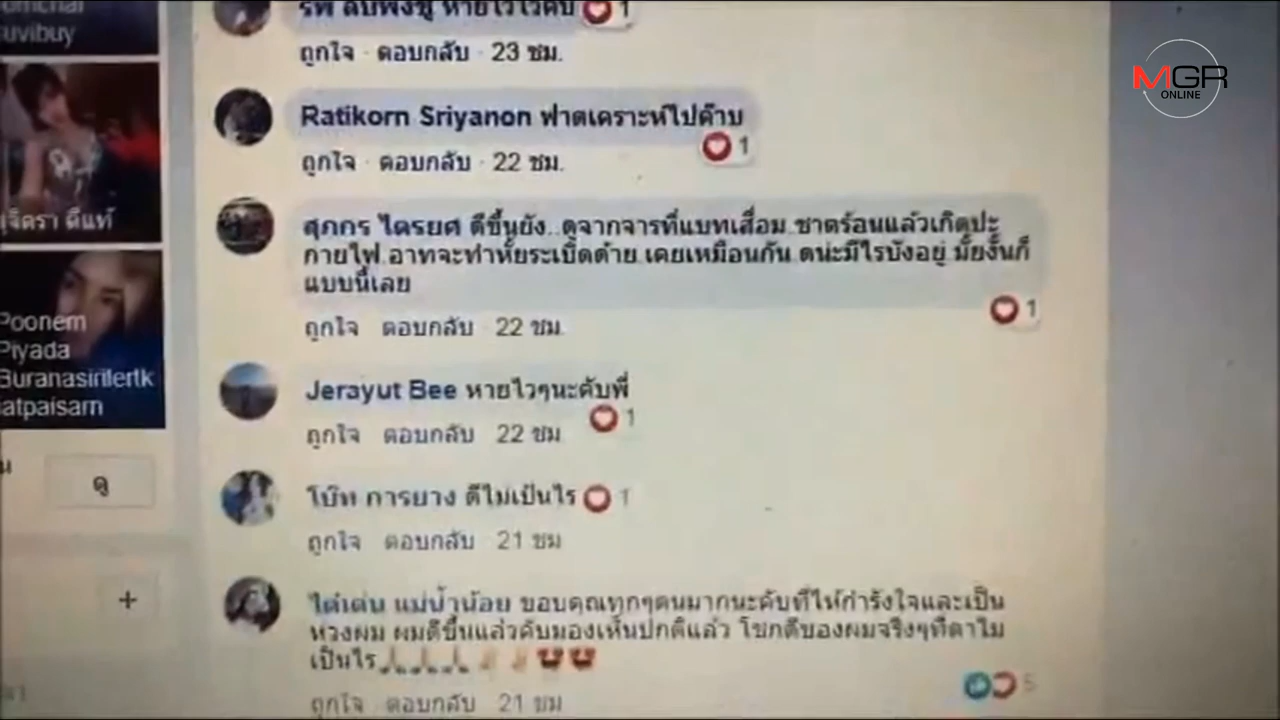 MGR
ONLINE
uvibuy
ถูกใจ · ตอบกลับ · 23 ชม.
Ratikorn Sriyanon ฟาดเคราะห์ไปค๊าบ
1
ถูกใจ · ตอบกลับ · 22 ชม.
ศุภกร ไตรยศ ดีขึ้นยัง..ดูจากจารที่แบทเสื่อม.ชาตร้อนแล้วเกิดปะ
กายไฟ.อาทจะทำหั้ยระเบิดด้าย เคยเหมือนกัน ดนะมีไรบังอยู่ มั้ยงั้นก็
แบบนี้เลย
1
ถูกใจ ตอบกลับ · 22 ชม.
Poonem
Piyada
Buranasirilertk
iatpaisarn
Jerayut Bee หายไวๆนะคับพี่
1
ถูกใจ ตอบกลับ 22 ชม
ดู
โบ๊ท การยาง ดีไม่เป็นไร 1
ถูกใจ ตอบกลับ 21 ชม
+
ไต๋เต่น แม่น้ำน้อย ขอบคุณทุกๆคนมากนะคับที่ให้กำรังใจและเป็น
ห่วงผม ผมดีขึ้นแล้วคับมองเห็นปกติแล้ว โชกดีของผมจริงๆที่ตาไม
เป็นไร
5
ถูกใจ ตอบกลับ 21 ชม